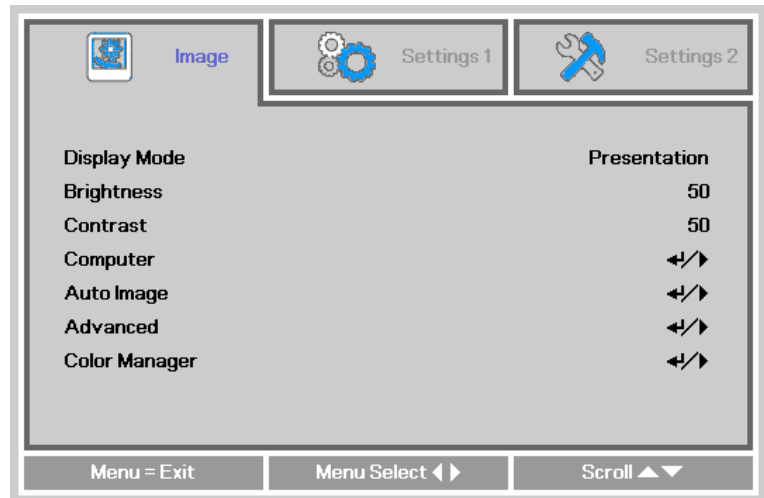 Image Settings 1 Settings 2
Display Mode Presentation
Brightness 50
Contrast 50
Computer ↵/▶
Auto Image ↵/▶
Advanced ↵/▶
Color Manager ↵/▶
Menu = Exit Menu Select ◀ ▶ Scroll ▲▼